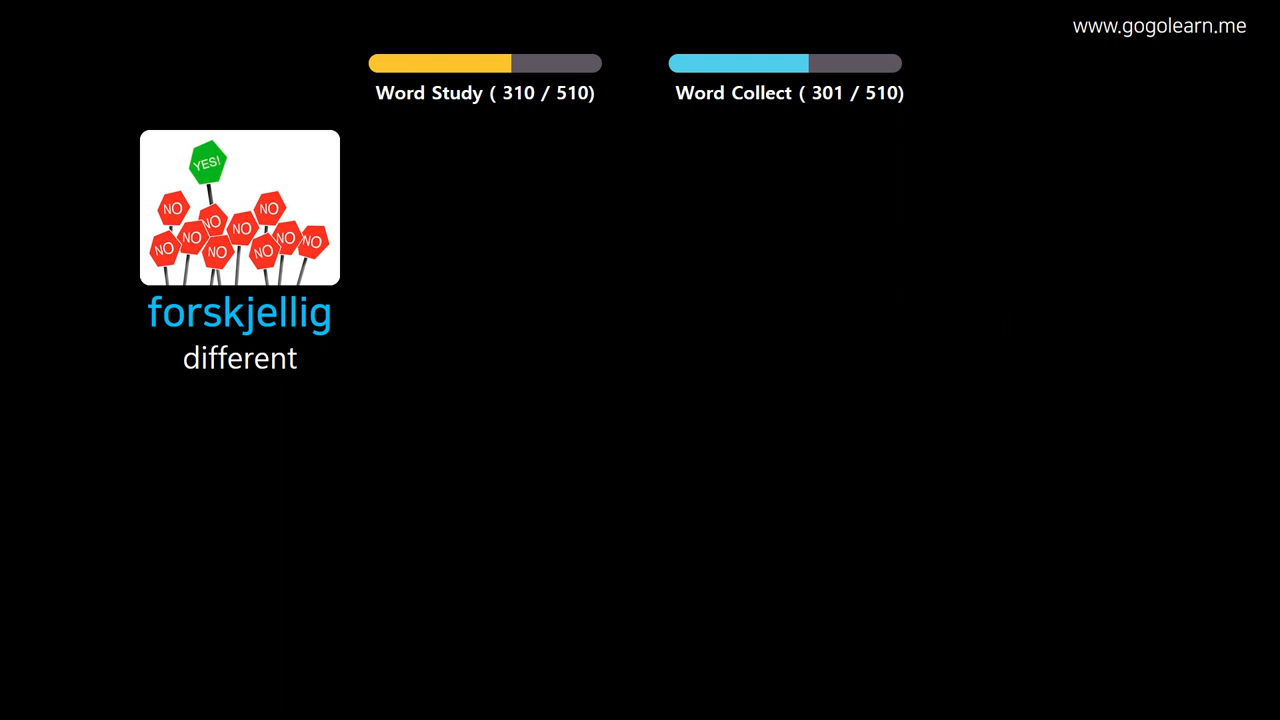 www.gogolearn.me
Word Study ( 310 / 510)
Word Collect ( 301 / 510)
YES!
NO
NO
NO
NO
NO
NO
NO
NO
NO
NO
forskjellig
different